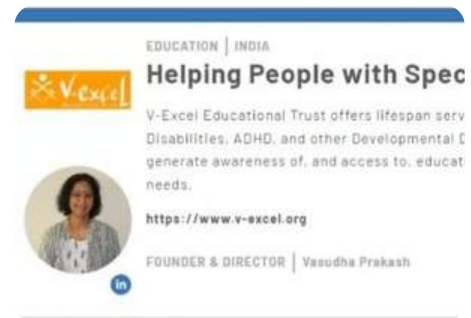 EDUCATION | INDIA
V-Excel
Helping People with Spec
V-Excel Educational Trust offers lifespan serv
Disabilities, ADHD, and other Developmental D
generate awareness of, and access to, educati
needs.
https://www.v-excel.org
FOUNDER & DIRECTOR | Vasudha Prakash
in